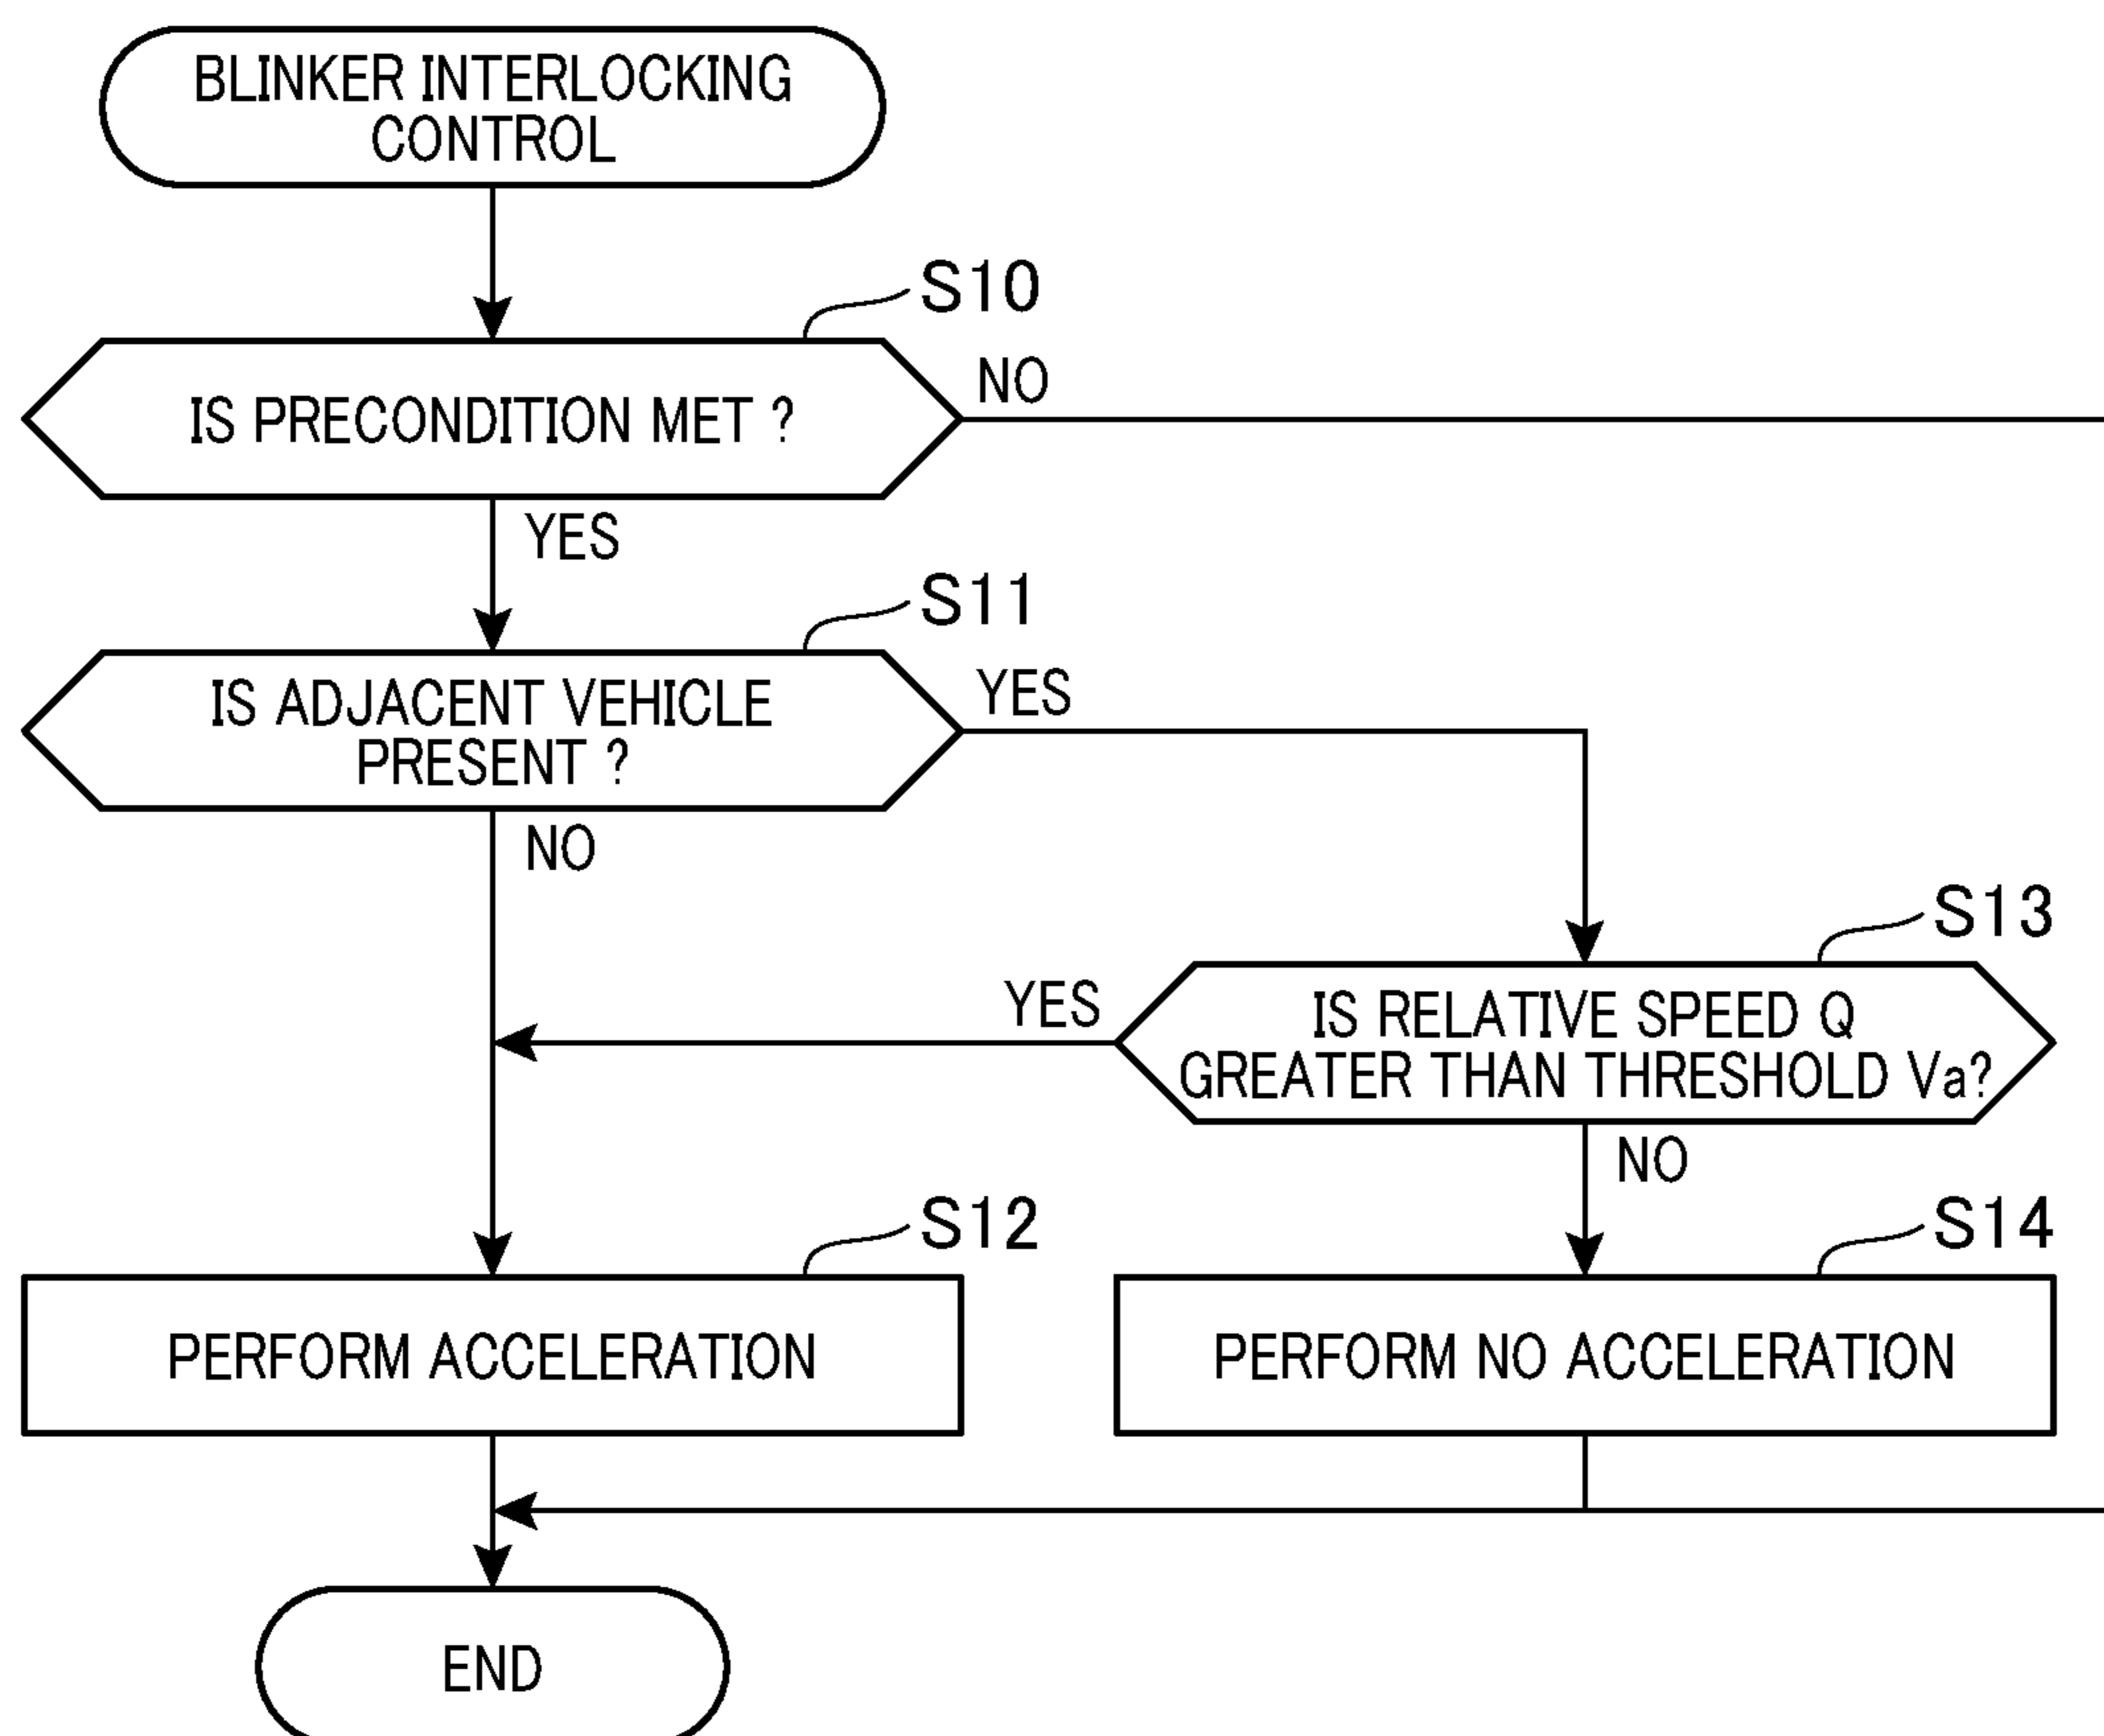 BLINKER INTERLOCKING
CONTROL
S10
IS PRECONDITION MET ?
NO
YES
S11
IS ADJACENT VEHICLE
PRESENT ?
YES
NO
S13
IS RELATIVE SPEED Q
GREATER THAN THRESHOLD Va?
YES
NO
S12
PERFORM ACCELERATION
S14
PERFORM NO ACCELERATION
END